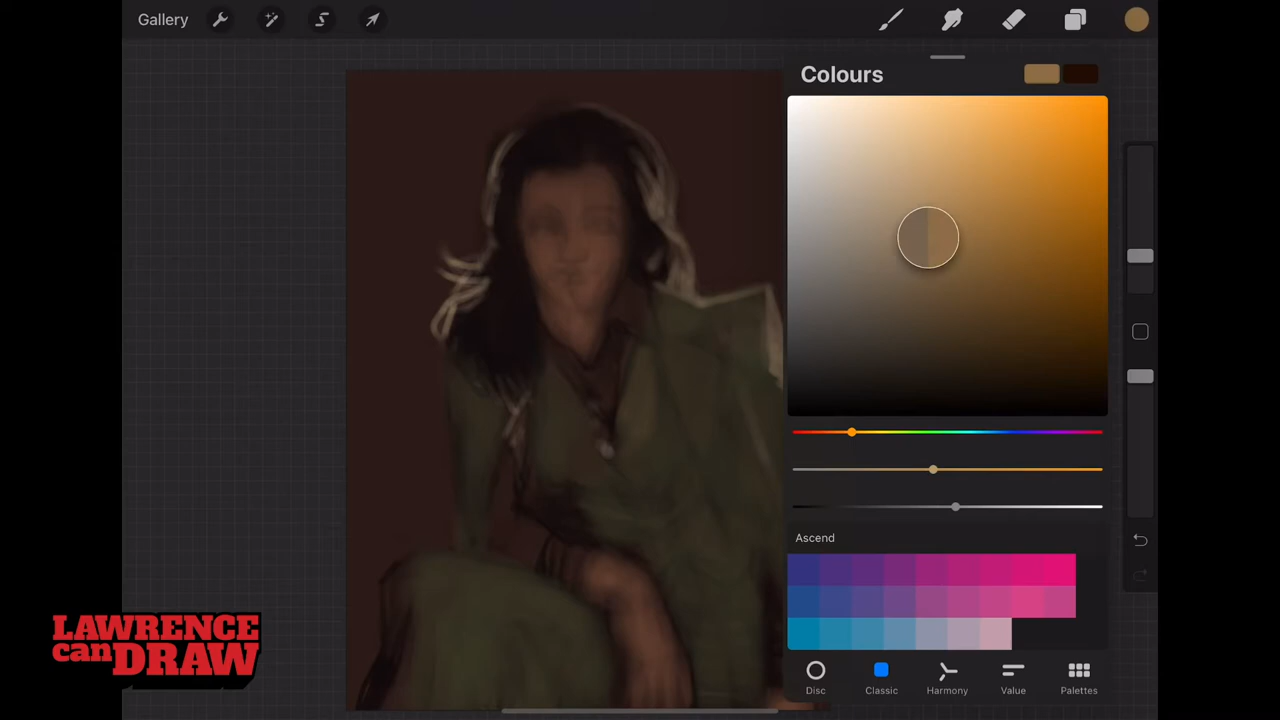 Gallery
Colours
Ascend
Disc
Classic
Harmony
Value
Palettes
LAWRENCE
can DRAW